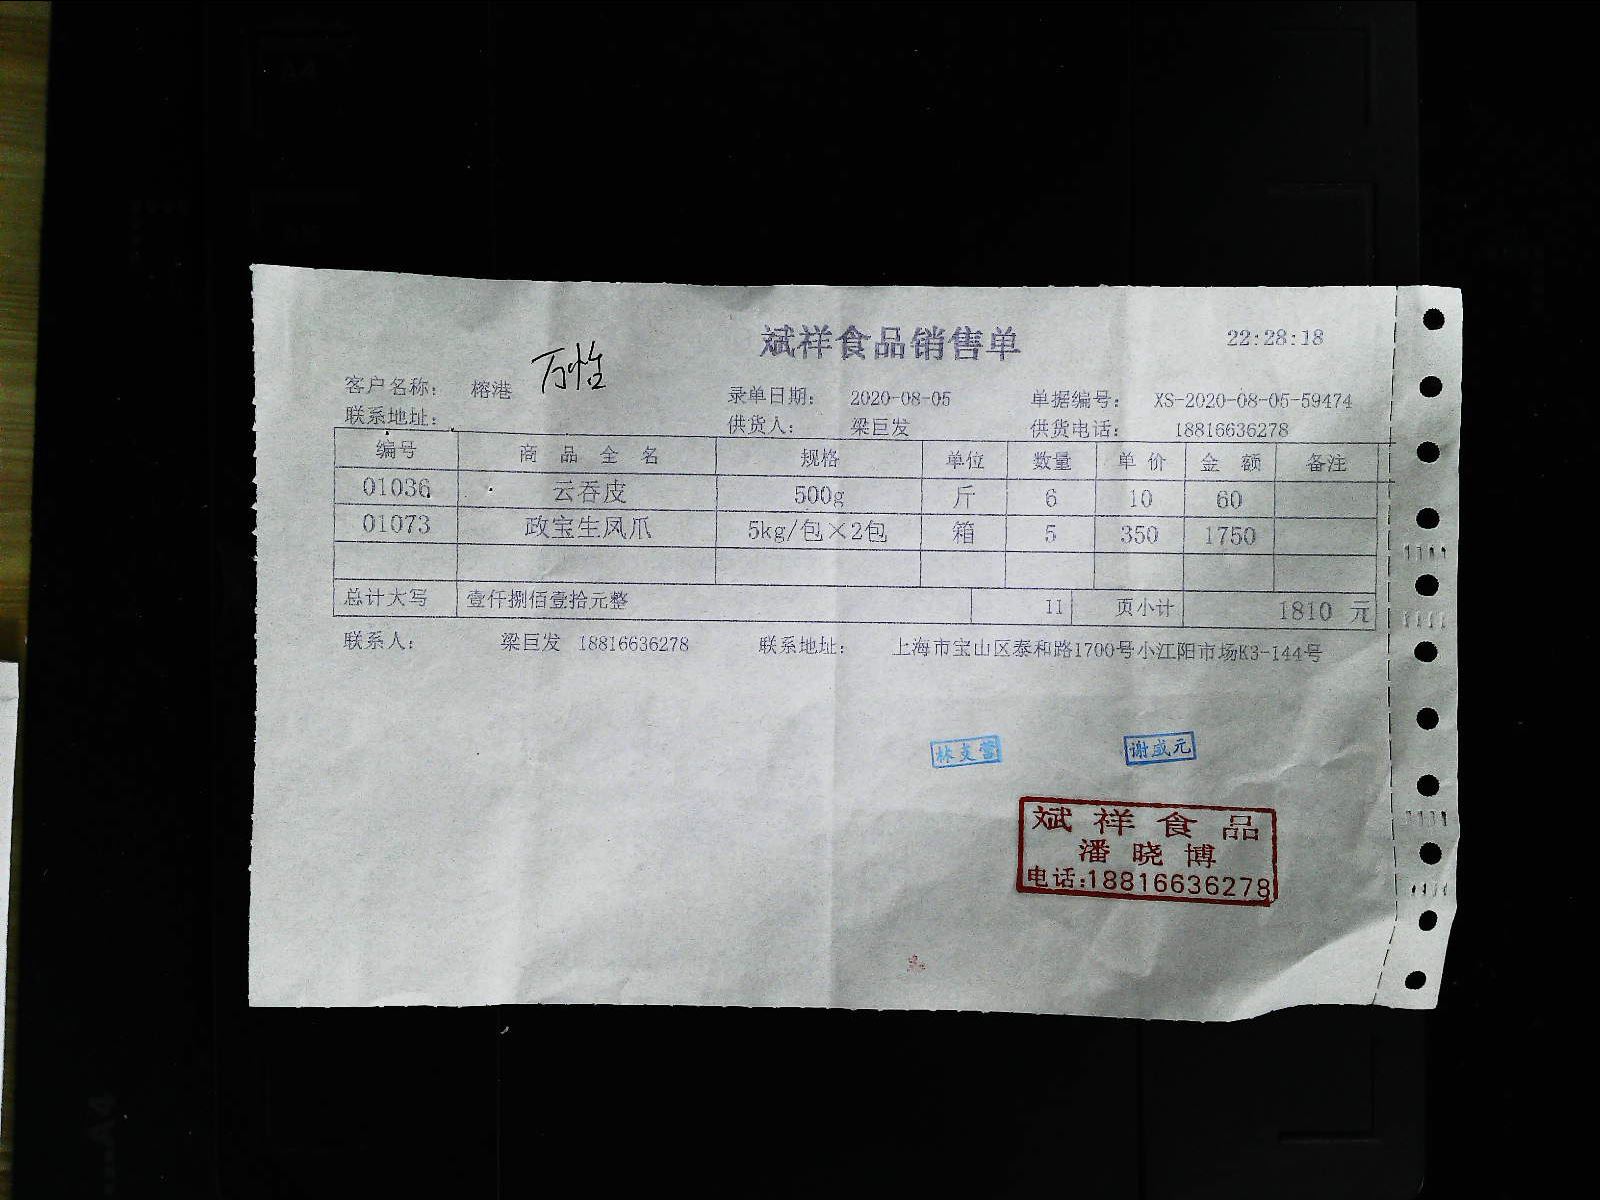 斌祥食品销售单
22:28:18
客户名称： 榕港 万怡 录单日期： 2020-08-05 单据编号： XS-2020-08-05-59474
联系地址： 供货人： 梁巨发 供货电话： 18816636278
编号 商品全名 规格 单位 数量 单价 金额 备注
01036 云吞皮 500g 斤 6 10 60
01073 政宝生凤爪 5kg/包×2包 箱 5 350 1750
总计大写 壹仟捌佰壹拾元整 11 页小计 1810 元
联系人： 梁巨发 18816636278 联系地址： 上海市宝山区泰和路1700号小江阳市场K3-144号
谢盛元
斌祥食品
潘晓博
电话:18816636278